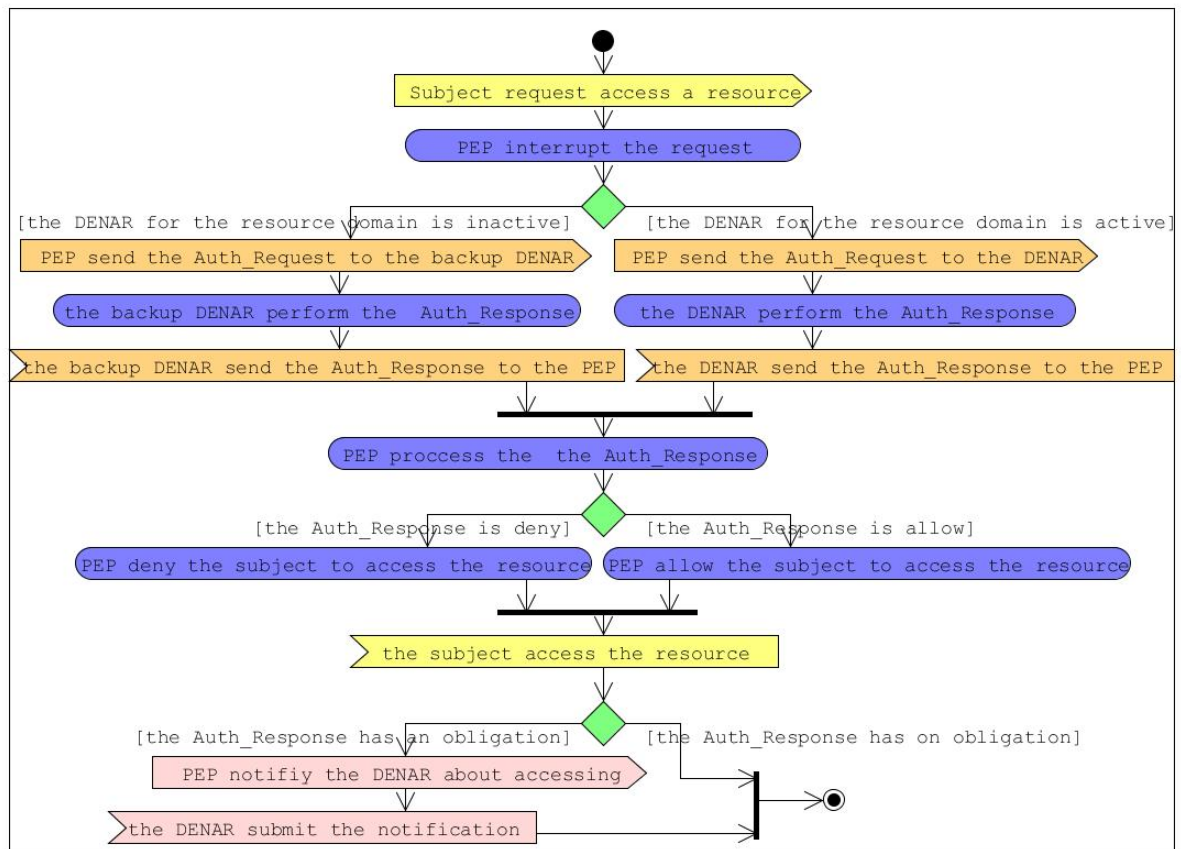 Subject request access a resource
PEP interrupt the request
[the DENAR for the resource domain is inactive]
[the DENAR for the resource domain is active]
PEP send the Auth_Request to the backup DENAR
PEP send the Auth_Request to the DENAR
the backup DENAR perform the Auth_Response
the DENAR perform the Auth_Response
the backup DENAR send the Auth_Response to the PEP
the DENAR send the Auth_Response to the PEP
PEP proccess the the Auth_Response
[the Auth_Response is deny]
[the Auth_Response is allow]
PEP deny the subject to access the resource
PEP allow the subject to access the resource
the subject access the resource
[the Auth_Response has an obligation]
[the Auth_Response has on obligation]
PEP notifiy the DENAR about accessing
the DENAR submit the notification